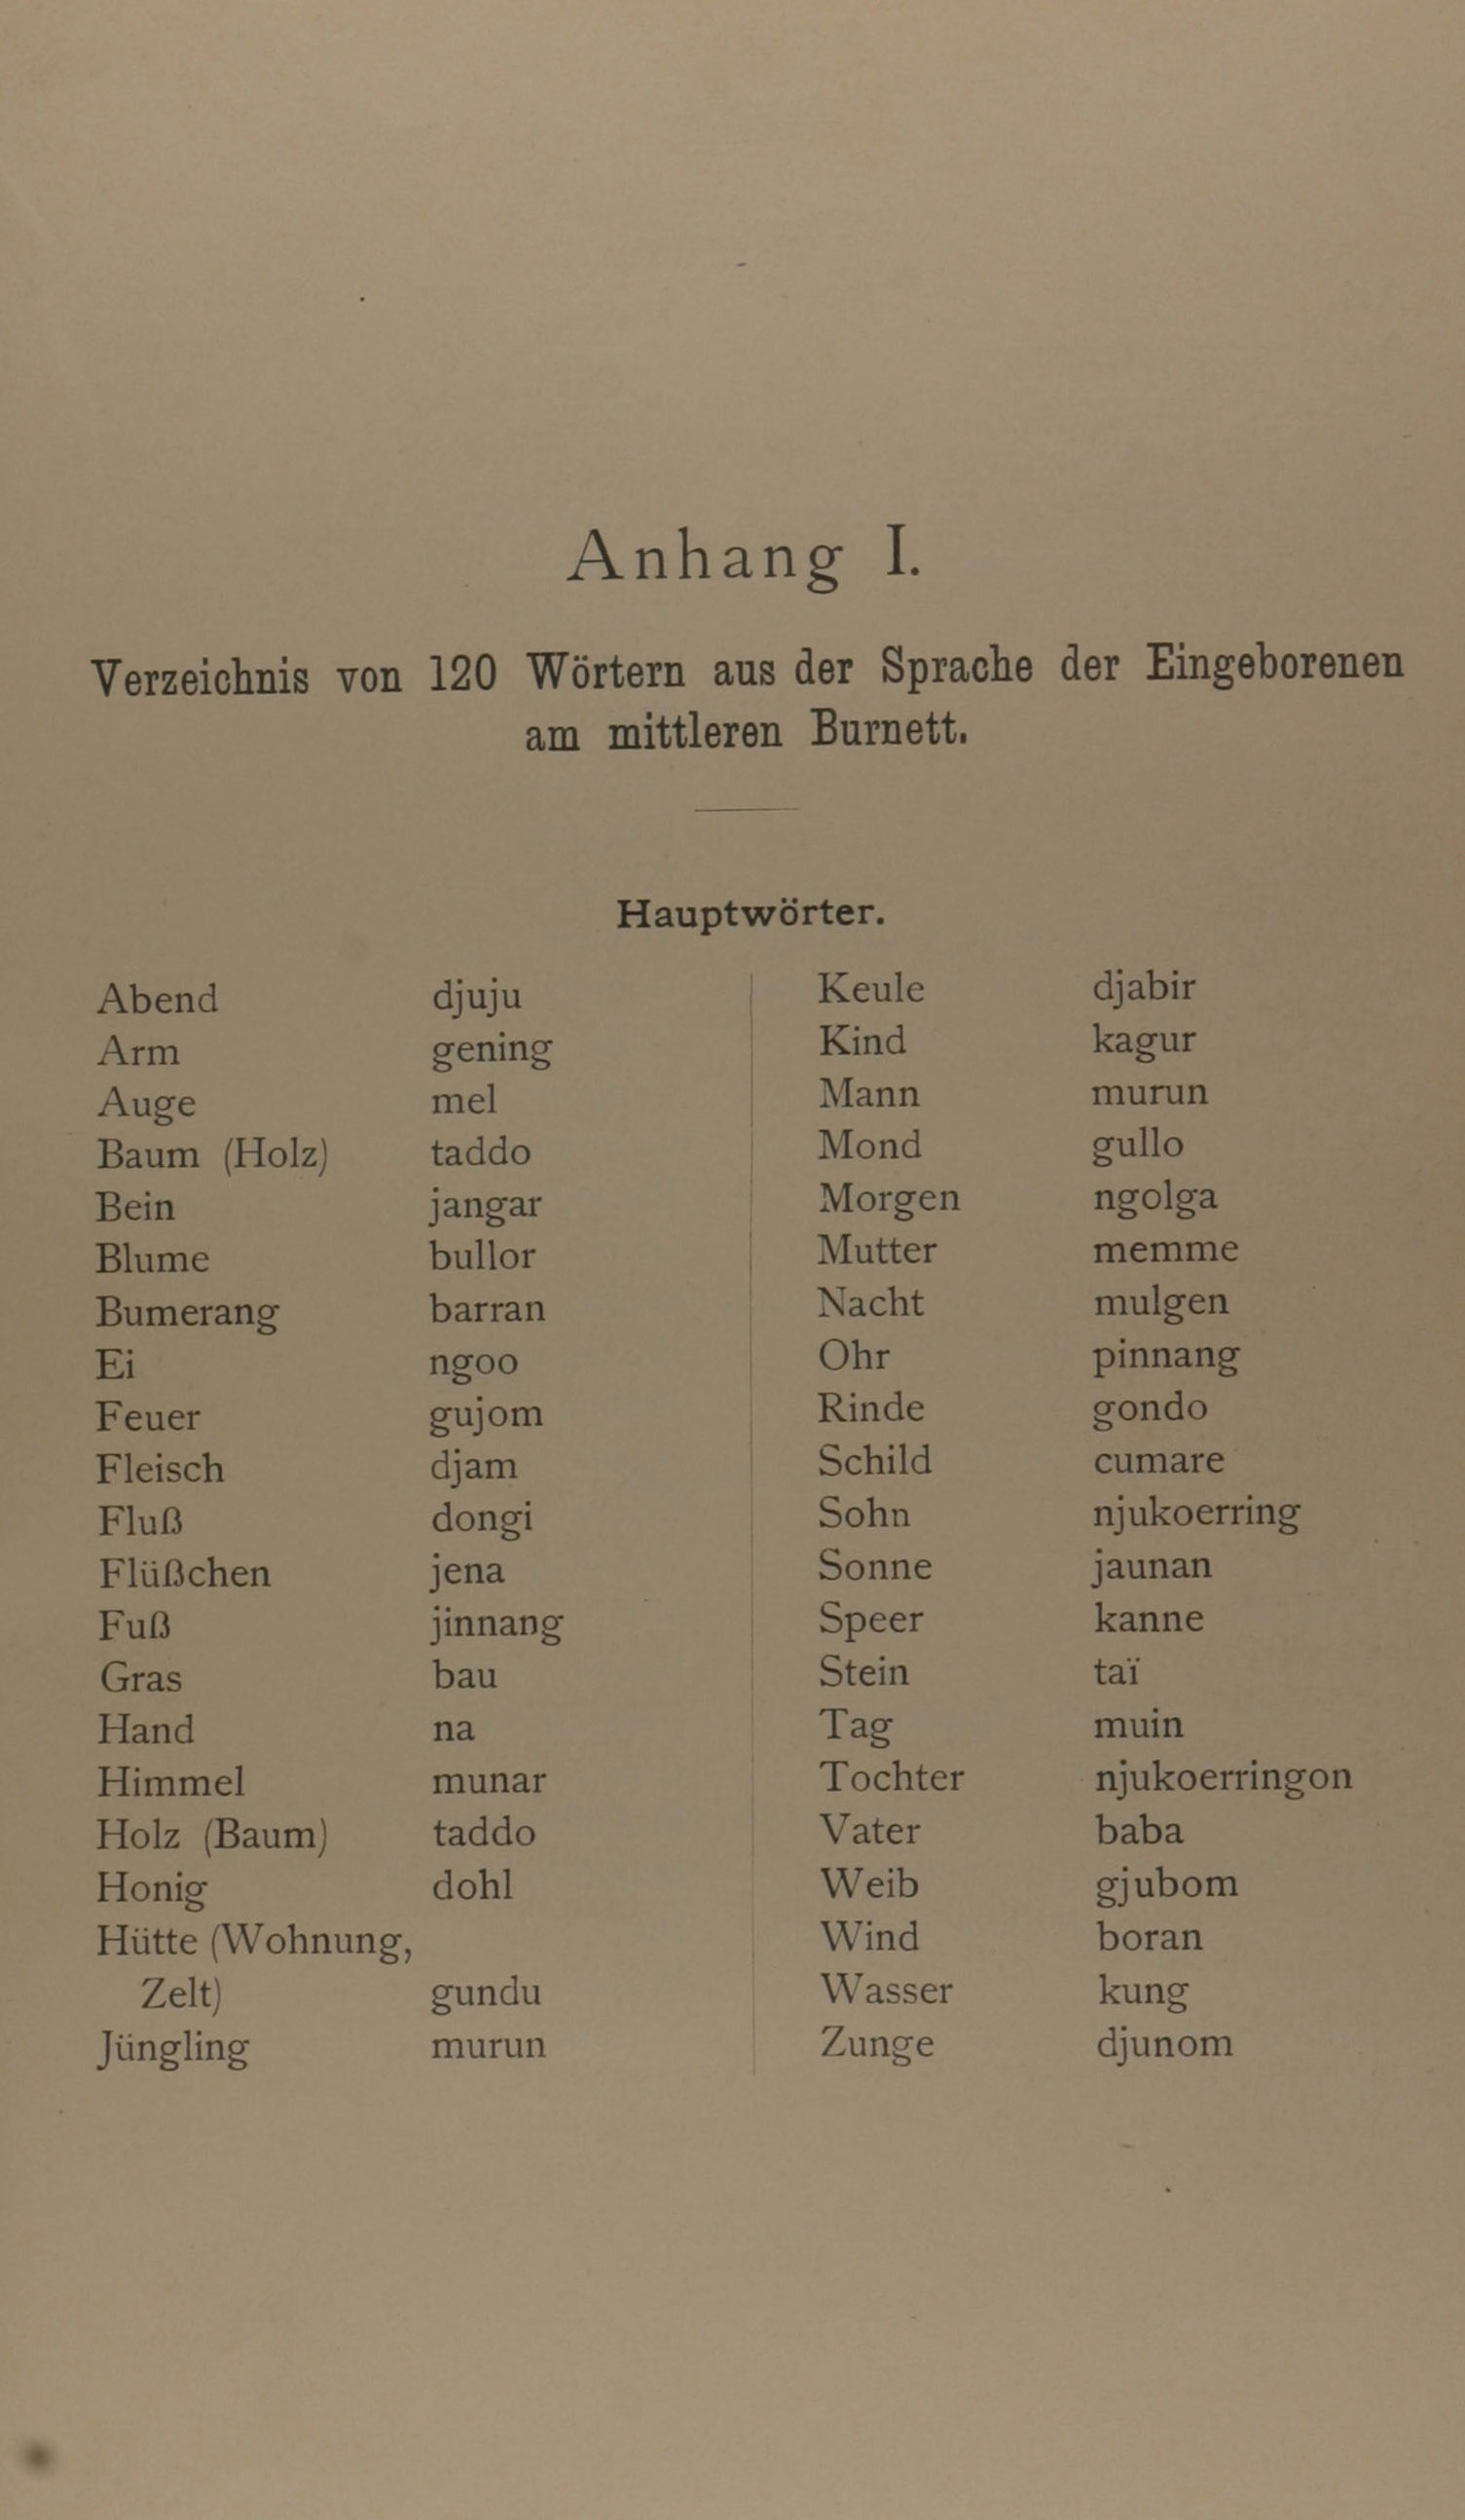 Anhang I.
Verzeichnis von 120 Wörtern aus der Sprache der Eingeborenen
am mittleren Burnett.
Hauptwörter.
Abend djuju
Arm gening
Auge mel
Baum (Holz) taddo
Bein jangar
Blume bullor
Bumerang barran
Ei ngoo
Feuer gujom
Fleisch djam
Fluß dongi
Flüßchen jena
Fuß jinnang
Gras bau
Hand na
Himmel munar
Holz (Baum) taddo
Honig dohl
Hütte (Wohnung,
Zelt) gundu
Jüngling murun
Keule djabir
Kind kagur
Mann murun
Mond gullo
Morgen ngolga
Mutter memme
Nacht mulgen
Ohr pinnang
Rinde gondo
Schild cumare
Sohn njukoerring
Sonne jaunan
Speer kanne
Stein taï
Tag muin
Tochter njukoerringon
Vater baba
Weib gjubom
Wind boran
Wasser kung
Zunge djunom